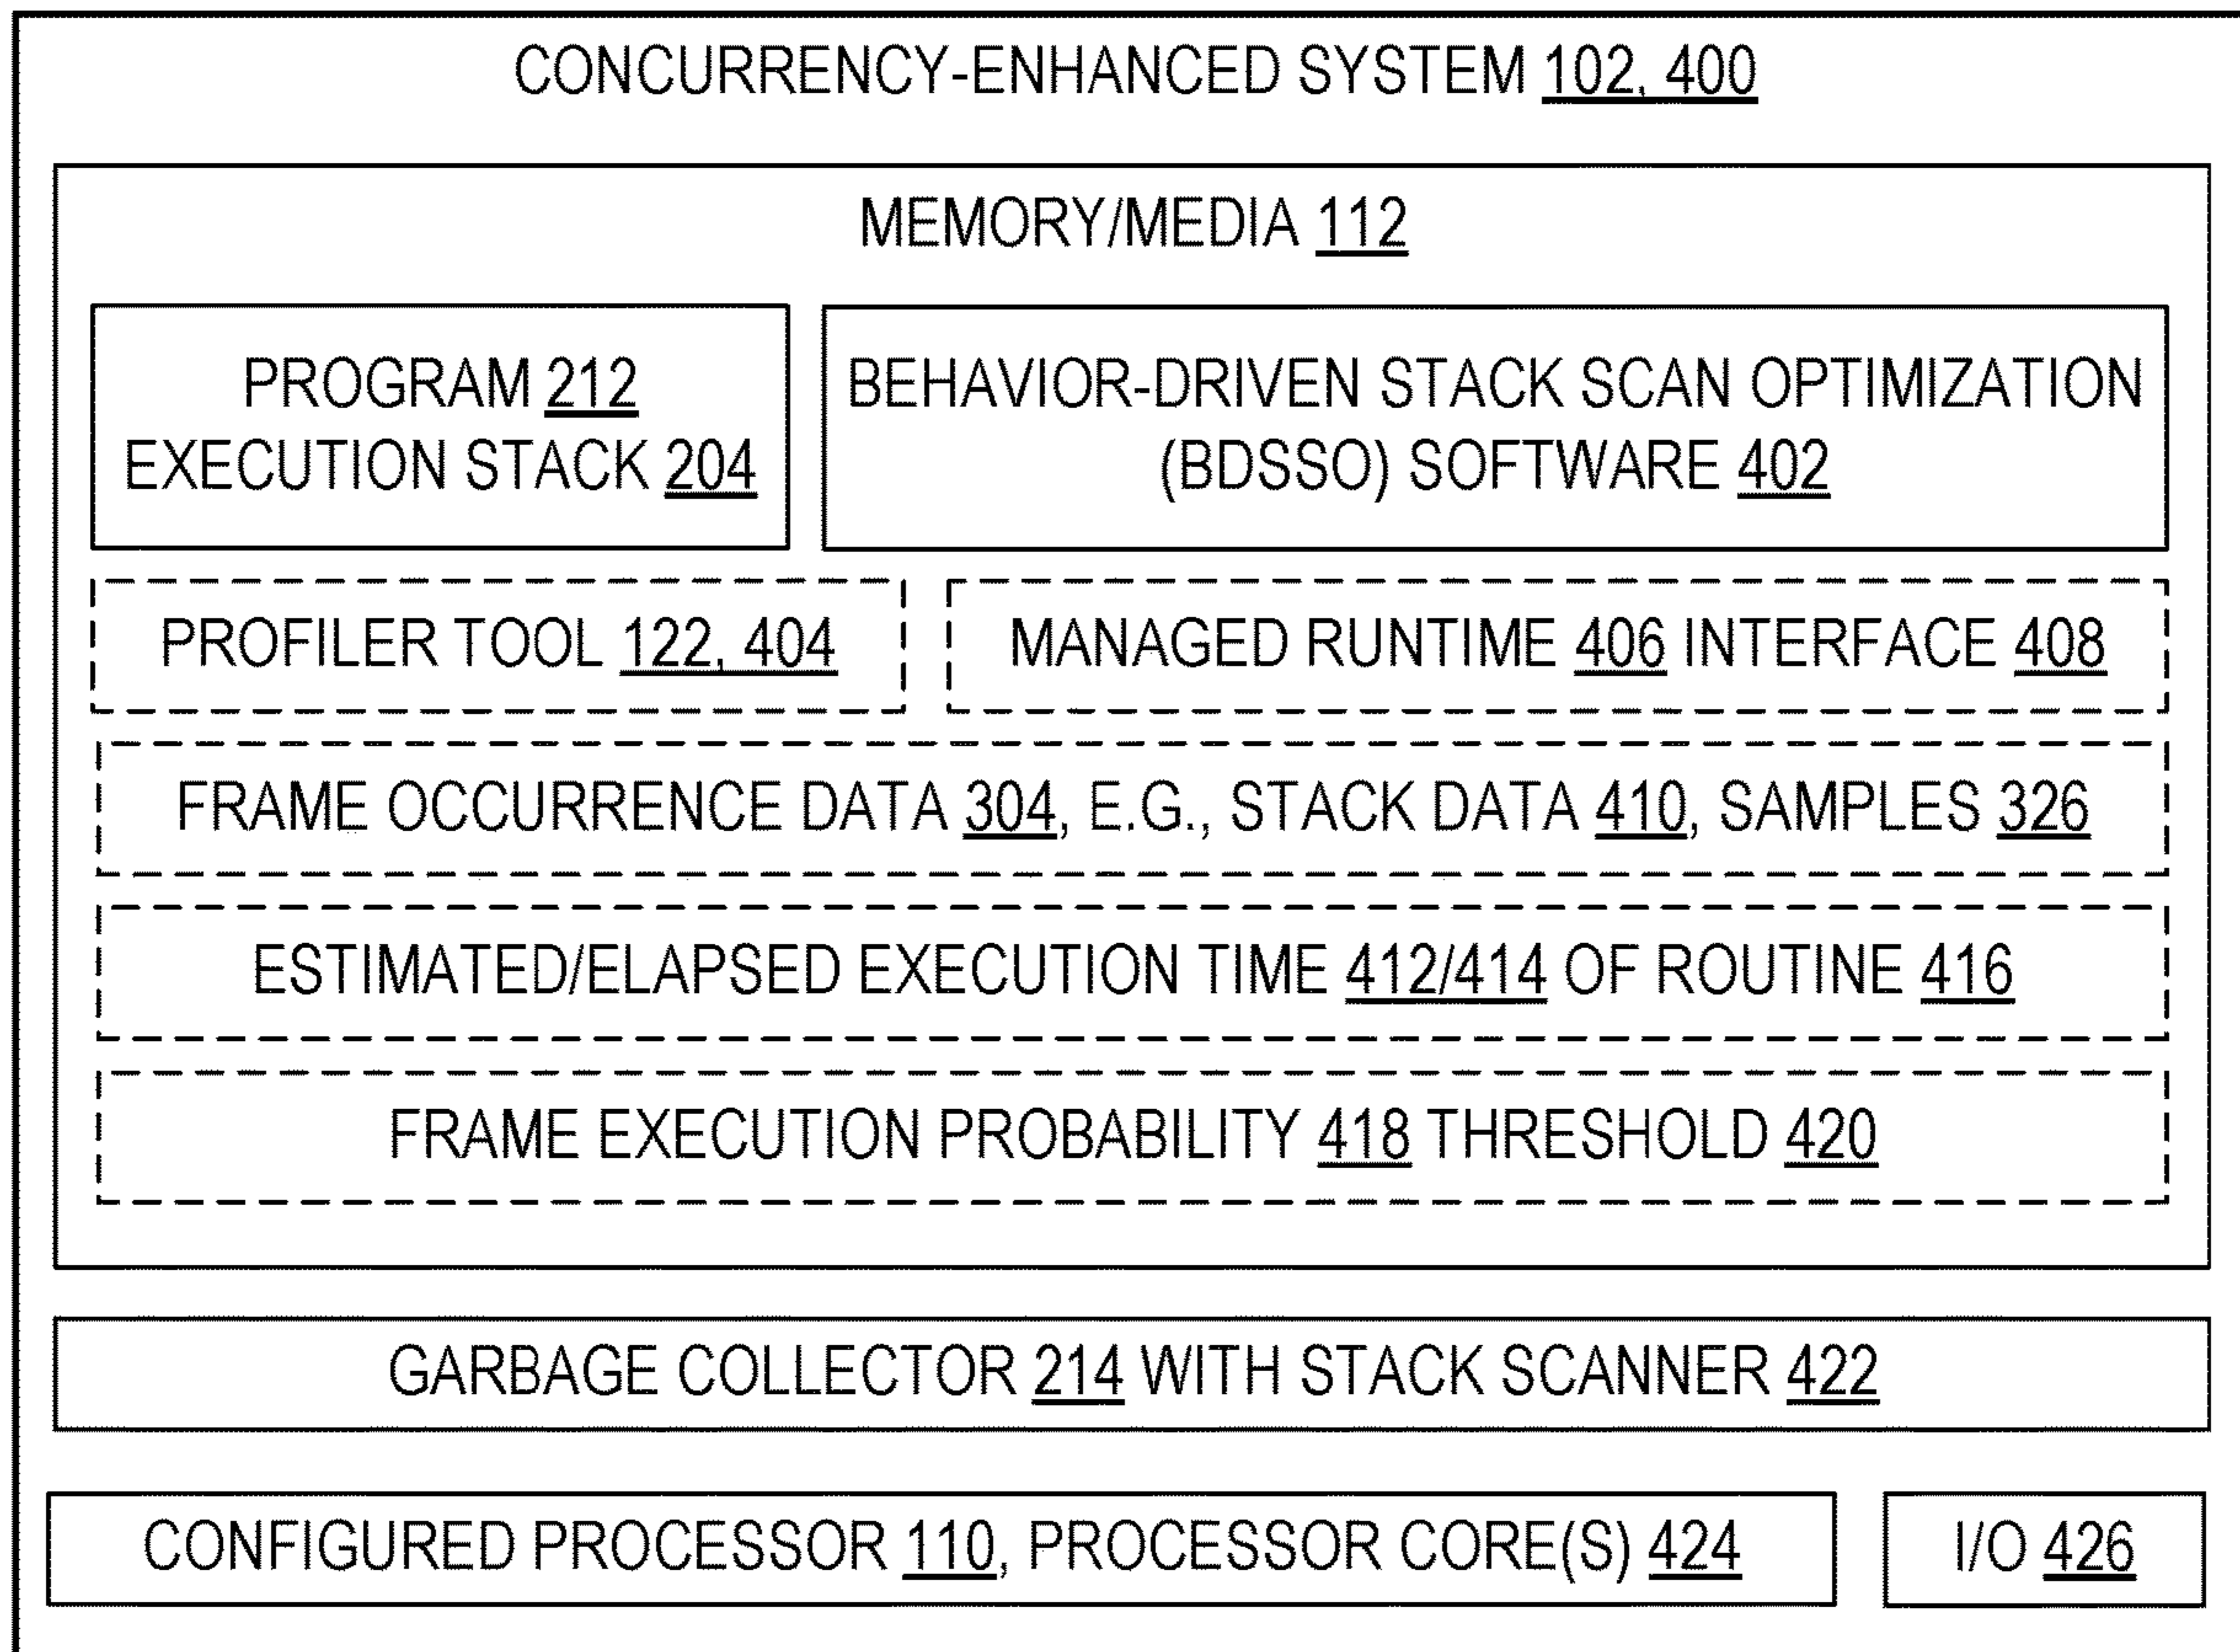 CONCURRENCY-ENHANCED SYSTEM 102, 400
MEMORY/MEDIA 112
PROGRAM 212
EXECUTION STACK 204
BEHAVIOR-DRIVEN STACK SCAN OPTIMIZATION
(BDSSO) SOFTWARE 402
PROFILER TOOL 122, 404
MANAGED RUNTIME 406 INTERFACE 408
FRAME OCCURRENCE DATA 304, E.G., STACK DATA 410, SAMPLES 326
ESTIMATED/ELAPSED EXECUTION TIME 412/414 OF ROUTINE 416
FRAME EXECUTION PROBABILITY 418 THRESHOLD 420
GARBAGE COLLECTOR 214 WITH STACK SCANNER 422
CONFIGURED PROCESSOR 110, PROCESSOR CORE(S) 424
I/O 426